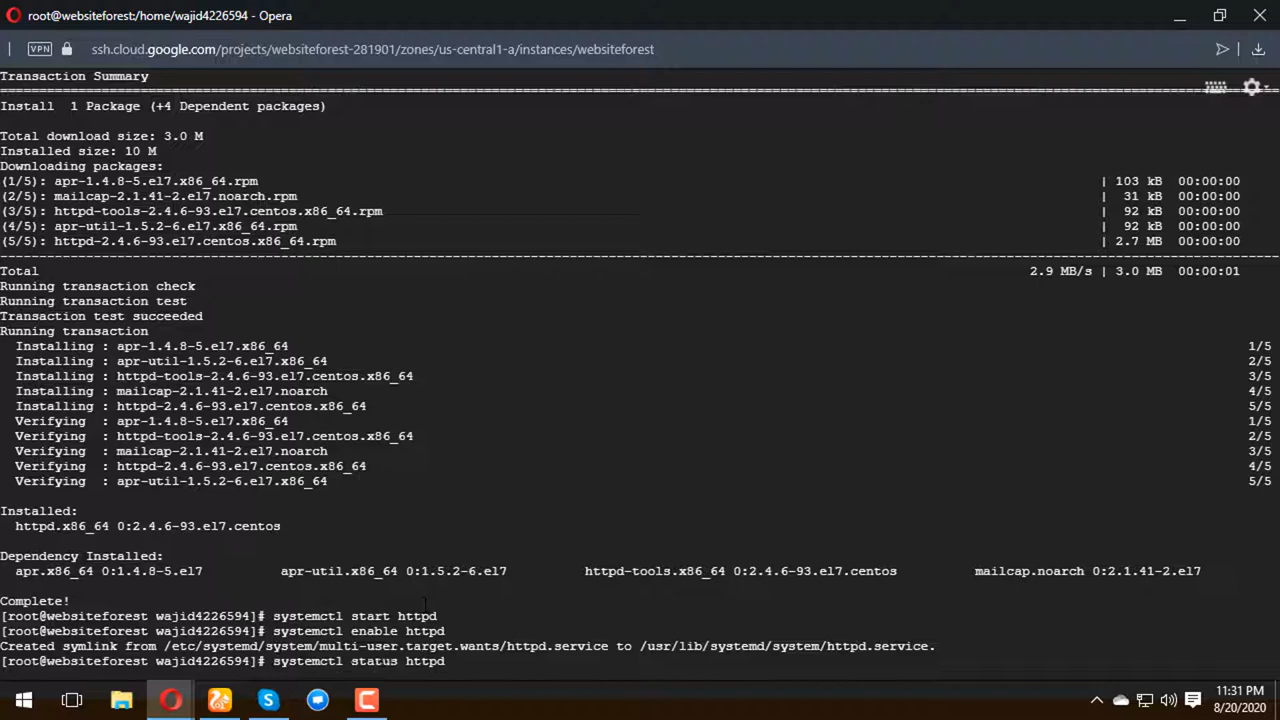 root@websiteforest:/home/wajid4226594 - Opera
VPN ssh.cloud.google.com/projects/websiteforest-281901/zones/us-central1-a/instances/websiteforest
Transaction Summary
================================================================================
Install  1 Package (+4 Dependent packages)
Total download size: 3.0 M
Installed size: 10 M
Downloading packages:
(1/5): apr-1.4.8-5.el7.x86_64.rpm | 103 kB 00:00:00
(2/5): mailcap-2.1.41-2.el7.noarch.rpm | 31 kB 00:00:00
(3/5): httpd-tools-2.4.6-93.el7.centos.x86_64.rpm | 92 kB 00:00:00
(4/5): apr-util-1.5.2-6.el7.x86_64.rpm | 92 kB 00:00:00
(5/5): httpd-2.4.6-93.el7.centos.x86_64.rpm | 2.7 MB 00:00:00
--------------------------------------------------------------------------------
Total 2.9 MB/s | 3.0 MB 00:00:01
Running transaction check
Running transaction test
Transaction test succeeded
Running transaction
Installing : apr-1.4.8-5.el7.x86_64 1/5
Installing : apr-util-1.5.2-6.el7.x86_64 2/5
Installing : httpd-tools-2.4.6-93.el7.centos.x86_64 3/5
Installing : mailcap-2.1.41-2.el7.noarch 4/5
Installing : httpd-2.4.6-93.el7.centos.x86_64 5/5
Verifying : apr-1.4.8-5.el7.x86_64 1/5
Verifying : httpd-tools-2.4.6-93.el7.centos.x86_64 2/5
Verifying : mailcap-2.1.41-2.el7.noarch 3/5
Verifying : httpd-2.4.6-93.el7.centos.x86_64 4/5
Verifying : apr-util-1.5.2-6.el7.x86_64 5/5
Installed:
httpd.x86_64 0:2.4.6-93.el7.centos
Dependency Installed:
apr.x86_64 0:1.4.8-5.el7 apr-util.x86_64 0:1.5.2-6.el7 httpd-tools.x86_64 0:2.4.6-93.el7.centos mailcap.noarch 0:2.1.41-2.el7
Complete!
[root@websiteforest wajid4226594]# systemctl start httpd
[root@websiteforest wajid4226594]# systemctl enable httpd
Created symlink from /etc/systemd/system/multi-user.target.wants/httpd.service to /usr/lib/systemd/system/httpd.service.
[root@websiteforest wajid4226594]# systemctl status httpd
11:31 PM
8/20/2020